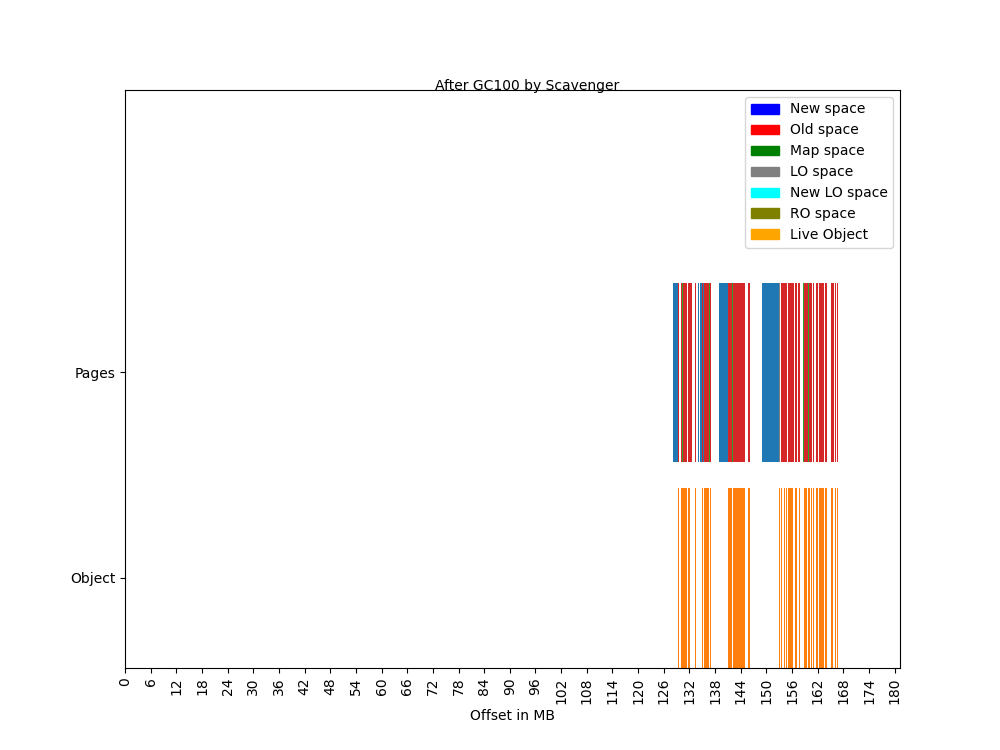 After GC100 by Scavenger
New space
Old space
Map space
LO space
New LO space
RO space
Live Object
Pages
Object
0 6 12 18 24 30 36 42 48 54 60 66 72 78 84 90 96 102 108 114 120 126 132 138 144 150 156 162 168 174 180
Offset in MB